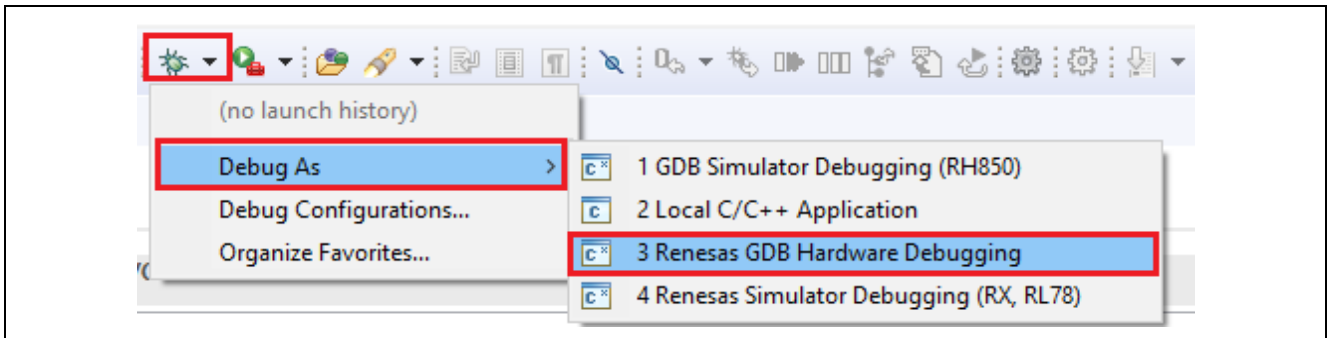 (no launch history)
Debug As
1 GDB Simulator Debugging (RH850)
Debug Configurations...
2 Local C/C++ Application
Organize Favorites...
3 Renesas GDB Hardware Debugging
4 Renesas Simulator Debugging (RX, RL78)